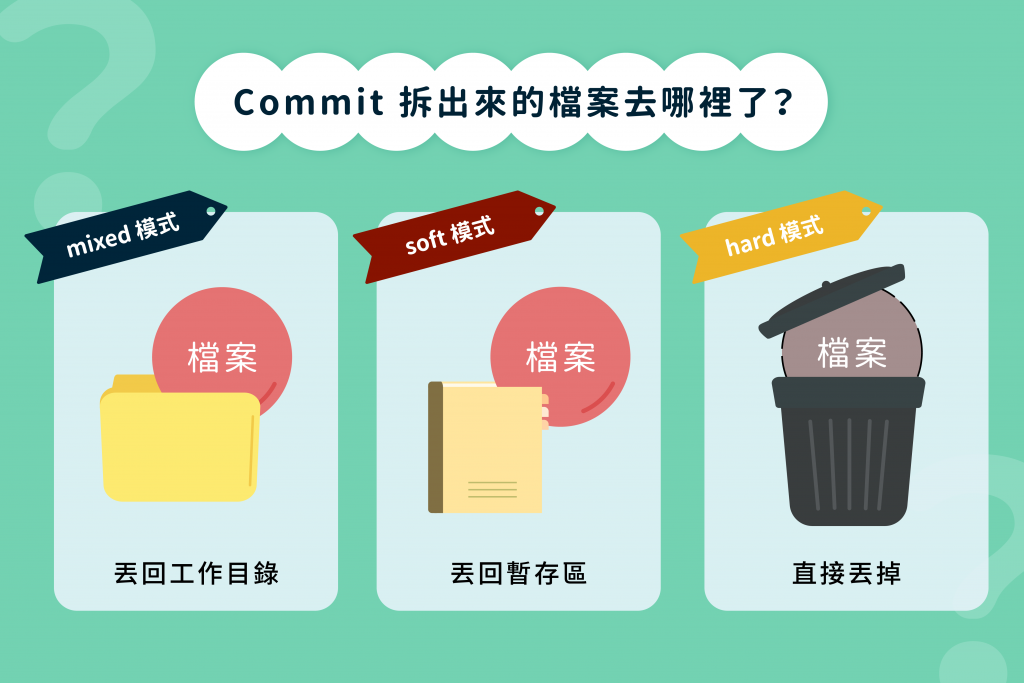 Commit 拆出來的檔案去哪裡了？
mixed 模式
檔案
丟回工作目錄
soft 模式
檔案
丟回暫存區
hard 模式
檔案
直接丟掉